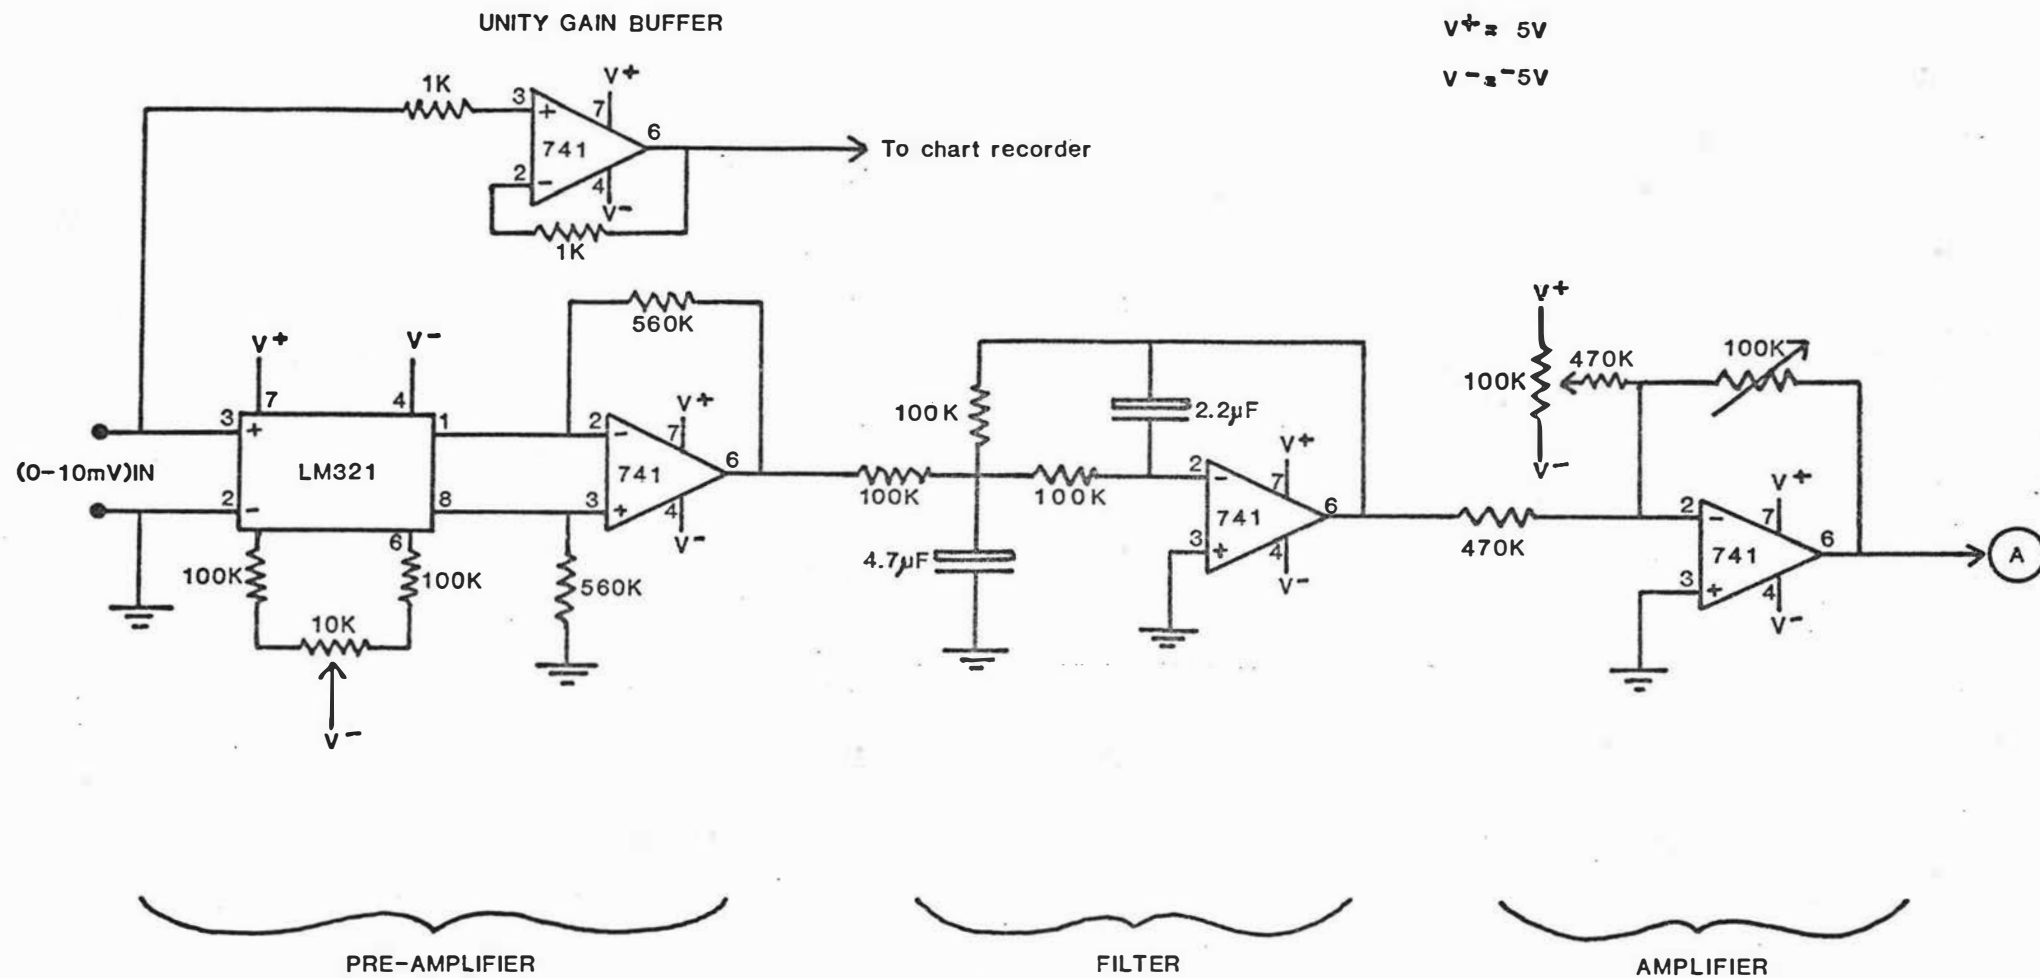 UNITY GAIN BUFFER
V+ = 5V
V- = -5V
1K
3
+
V+
7
741
6
To chart recorder
2
-
4
V-
1K
560K
V+
V-
7
4
3
+
1
(0-10mV)IN
LM321
2
-
8
6
100K
100K
10K
V-
2
-
V+
7
741
6
3
+
4
V-
560K
100K
100K
100K
2.2µF
4.7µF
2
-
V+
7
741
6
3
+
4
V-
V+
100K
470K
V-
100K
470K
2
-
V+
7
741
6
3
+
4
V-
A
PRE-AMPLIFIER
FILTER
AMPLIFIER